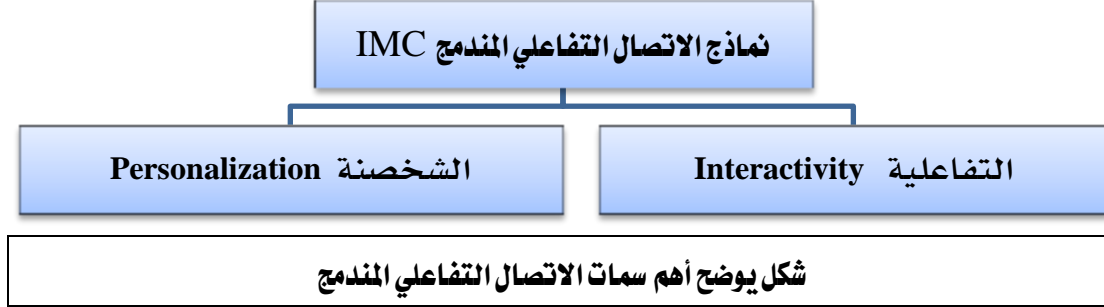 نماذج الاتصال التفاعلي المندمج IMC
التفاعلية Interactivity
الشخصنة Personalization
شكل يوضح أهم سمات الاتصال التفاعلي المندمج